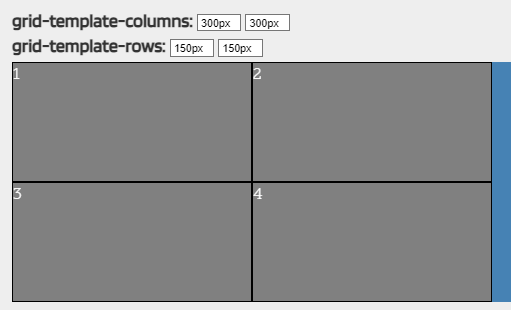 grid-template-columns: 300px 300px
grid-template-rows: 150px 150px
1 2
3 4